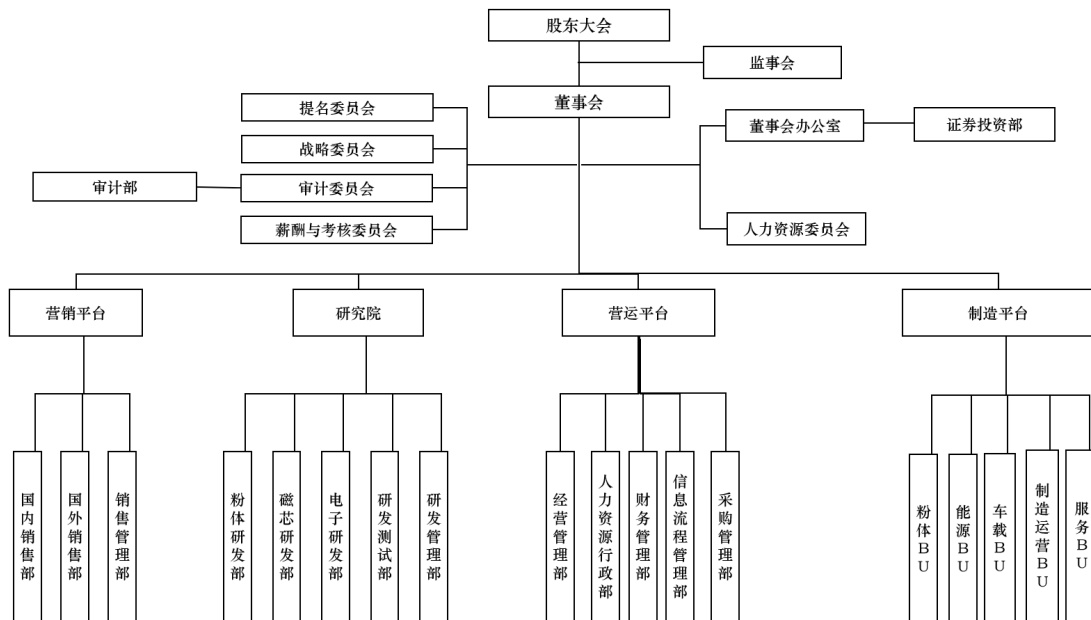 股东大会
监事会
董事会
提名委员会
战略委员会
审计委员会
审计部
薪酬与考核委员会
董事会办公室
证券投资部
人力资源委员会
营销平台
研究院
营运平台
制造平台
国内销售部
国外销售部
销售管理部
粉体研发部
磁芯研发部
电子研发部
研发测试部
研发管理部
经营管理部
人力资源行政部
财务管理部
信息流程管理部
采购管理部
粉体BU
能源BU
车载BU
制造运营BU
服务BU